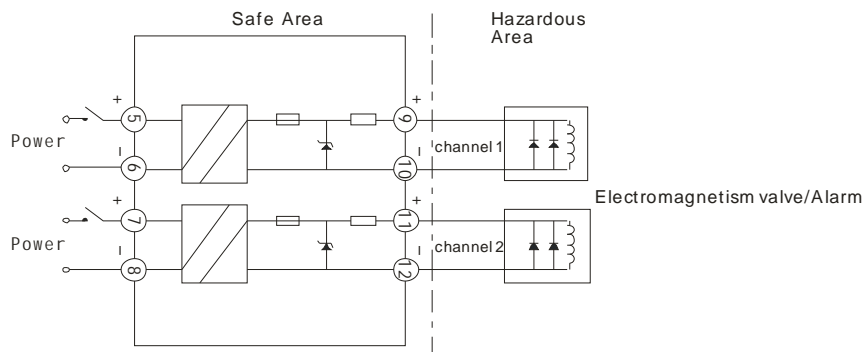 Safe Area
Hazardous
Area
+ 5 9 +
Power
− 6 10 − channel 1
+ 7 11 +
Electromagnetism valve/Alarm
Power
− 8 12 − channel 2